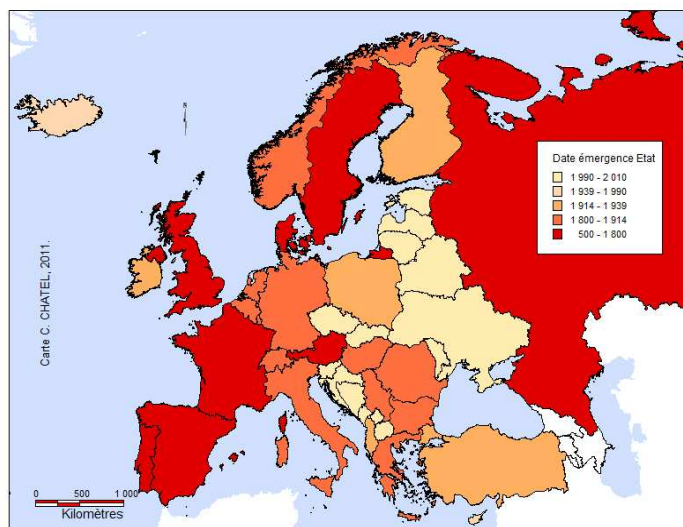 N
Date émergence Etat
1 990 - 2 010
1 939 - 1 990
1 914 - 1 939
1 800 - 1 914
500 - 1 800
Carte C. CHATEL, 2011.
0 500 1 000
Kilomètres